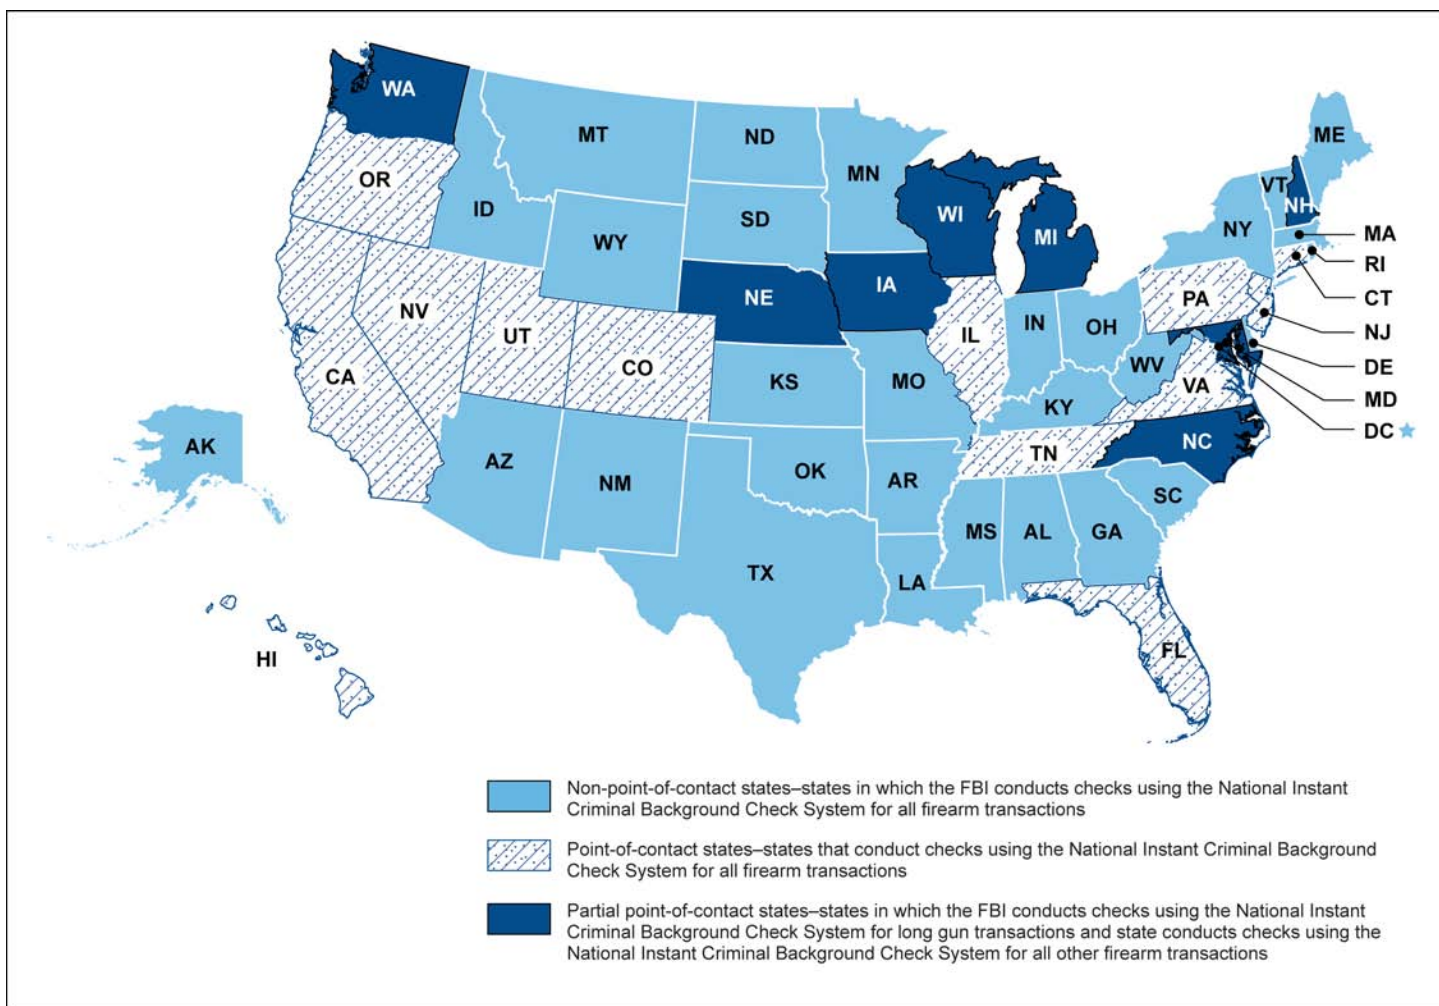 WA
MT
ND
MN
ME
OR
ID
SD
WI
MI
VT
NH
NY
MA
WY
RI
NE
IA
PA
CT
NV
UT
CO
IL
IN
OH
NJ
CA
KS
MO
WV
VA
DE
KY
MD
AK
AZ
NM
OK
AR
TN
NC
DC
SC
MS
AL
GA
TX
LA
HI
FL
Non-point-of-contact states–states in which the FBI conducts checks using the National Instant
Criminal Background Check System for all firearm transactions
Point-of-contact states–states that conduct checks using the National Instant Criminal Background
Check System for all firearm transactions
Partial point-of-contact states–states in which the FBI conducts checks using the National Instant
Criminal Background Check System for long gun transactions and state conducts checks using the
National Instant Criminal Background Check System for all other firearm transactions